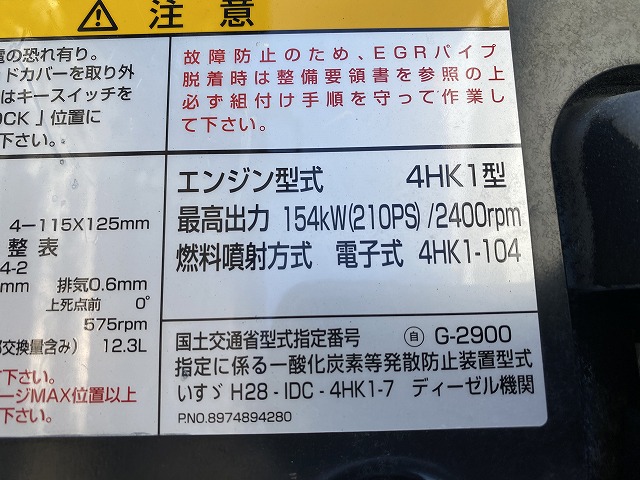 ⚠ 注意
電の恐れ有り。
ドカバーを取り外
はキースイッチを
OCK」位置に
て下さい。
故障防止のため、EGRパイプ
脱着時は整備要領書を参照の上
必ず組付け手順を守って作業し
て下さい。
4-115X125mm
整表
4-2
mm 排気0.6mm
上死点前 0°
575rpm
交換量含み) 12.3L
下さい。
ージMAX位置以上
下さい。
エンジン型式 4HK1型
最高出力 154kW(210PS)/2400rpm
燃料噴射方式 電子式 4HK1-104
国土交通省型式指定番号 自 G-2900
指定に係る一酸化炭素等発散防止装置型式
いすゞ H28-IDC-4HK1-7 ディーゼル機関
P.NO.8974894280